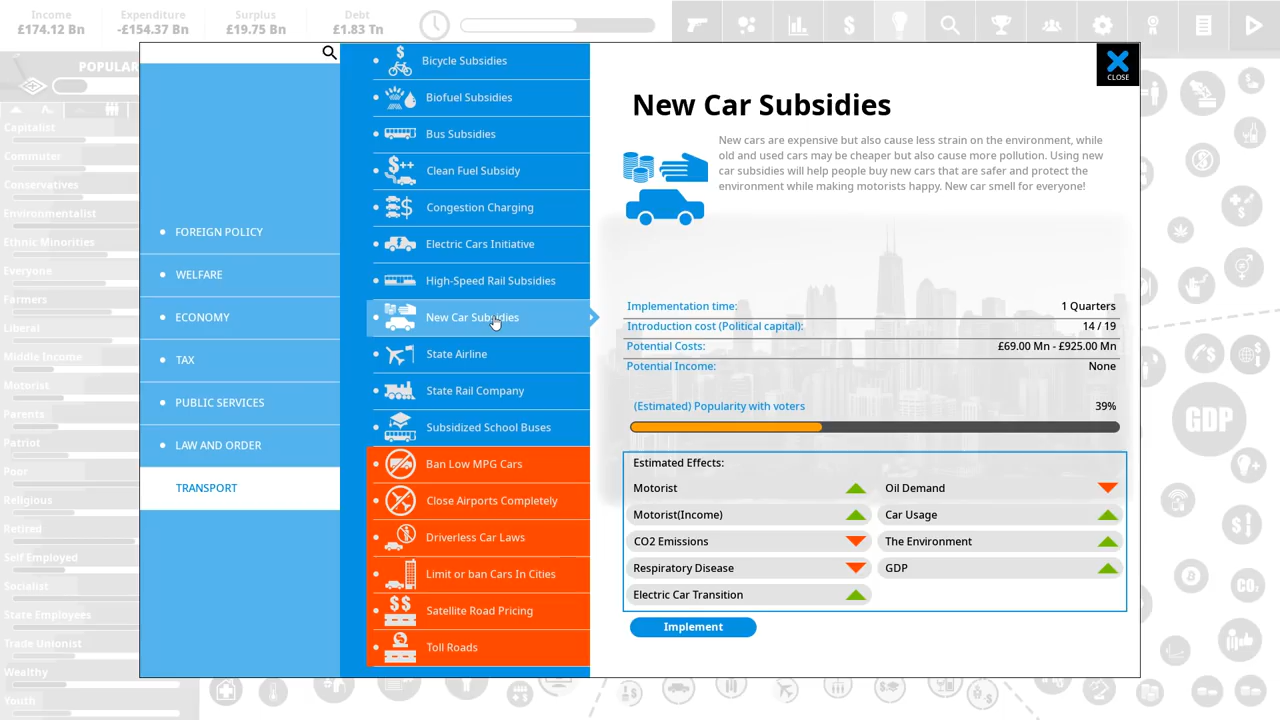 Income
£174.12 Bn
Expenditure
-£154.37 Bn
Surplus
£19.75 Bn
Debt
£1.83 Tn
POPULAR
Capitalist
Commuter
Conservatives
Environmentalist
Ethnic Minorities
Everyone
Farmers
Liberal
Middle Income
Motorist
Parents
Patriot
Poor
Religious
Retired
Self Employed
Socialist
State Employees
Trade Unionist
Wealthy
Youth
FOREIGN POLICY
WELFARE
ECONOMY
TAX
PUBLIC SERVICES
LAW AND ORDER
TRANSPORT
Bicycle Subsidies
Biofuel Subsidies
Bus Subsidies
Clean Fuel Subsidy
Congestion Charging
Electric Cars Initiative
High-Speed Rail Subsidies
New Car Subsidies
State Airline
State Rail Company
Subsidized School Buses
Ban Low MPG Cars
Close Airports Completely
Driverless Car Laws
Limit or ban Cars In Cities
Satellite Road Pricing
Toll Roads
CLOSE
New Car Subsidies
New cars are expensive but also cause less strain on the environment, while
old and used cars may be cheaper but also cause more pollution. Using new
car subsidies will help people buy new cars that are safer and protect the
environment while making motorists happy. New car smell for everyone!
Implementation time: 1 Quarters
Introduction cost (Political capital): 14 / 19
Potential Costs: £69.00 Mn - £925.00 Mn
Potential Income: None
(Estimated) Popularity with voters 39%
Estimated Effects:
Motorist
Oil Demand
Motorist(Income)
Car Usage
CO2 Emissions
The Environment
Respiratory Disease
GDP
Electric Car Transition
Implement
GDP
CO2